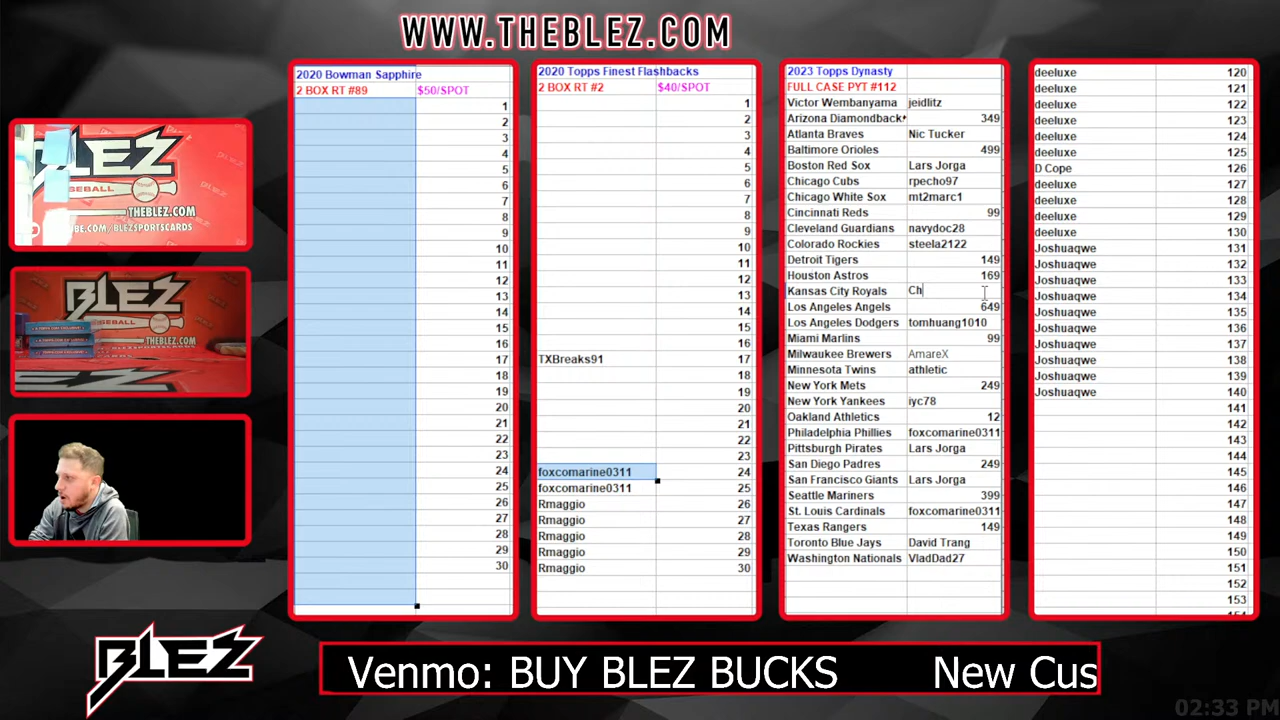 WWW.THEBLEZ.COM
BLEZ
BASEBALL
THEBLEZ.COM
BLEZ
2020 Bowman Sapphire
2 BOX RT #89 $50/SPOT
1
2
3
4
5
6
7
8
9
10
11
12
13
14
15
16
17
18
19
20
21
22
23
24
25
26
27
28
29
30
2020 Topps Finest Flashbacks
2 BOX RT #2 $40/SPOT
1
2
3
4
5
6
7
8
9
10
11
12
13
14
15
16
TXBreaks91 17
18
19
20
21
22
23
foxcomarine0311 24
foxcomarine0311 25
Rmaggio 26
Rmaggio 27
Rmaggio 28
Rmaggio 29
Rmaggio 30
2023 Topps Dynasty
FULL CASE PYT #112
Victor Wembanyama jeidlitz
Arizona Diamondback 349
Atlanta Braves Nic Tucker
Baltimore Orioles 499
Boston Red Sox Lars Jorga
Chicago Cubs rpecho97
Chicago White Sox mt2marc1
Cincinnati Reds 99
Cleveland Guardians navydoc28
Colorado Rockies steela2122
Detroit Tigers 149
Houston Astros 169
Kansas City Royals Ch
Los Angeles Angels 649
Los Angeles Dodgers tomhuang1010
Miami Marlins 99
Milwaukee Brewers AmareX
Minnesota Twins athletic
New York Mets 249
New York Yankees iyc78
Oakland Athletics 12
Philadelphia Phillies foxcomarine0311
Pittsburgh Pirates Lars Jorga
San Diego Padres 249
San Francisco Giants Lars Jorga
Seattle Mariners 399
St. Louis Cardinals foxcomarine0311
Texas Rangers 149
Toronto Blue Jays David Trang
Washington Nationals VladDad27
deeluxe 120
deeluxe 121
deeluxe 122
deeluxe 123
deeluxe 124
deeluxe 125
D Cope 126
deeluxe 127
deeluxe 128
deeluxe 129
deeluxe 130
Joshuaqwe 131
Joshuaqwe 132
Joshuaqwe 133
Joshuaqwe 134
Joshuaqwe 135
Joshuaqwe 136
Joshuaqwe 137
Joshuaqwe 138
Joshuaqwe 139
Joshuaqwe 140
141
142
143
144
145
146
147
148
149
150
151
152
153
BLEZ
Venmo: BUY BLEZ BUCKS New Cus
02:33 PM